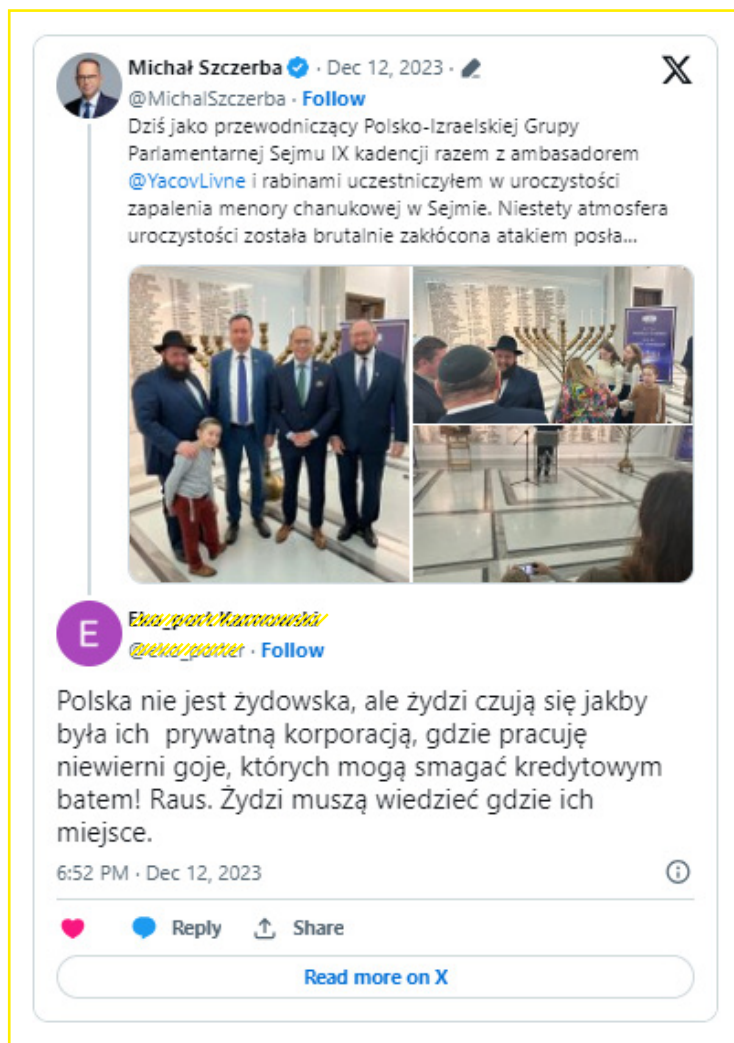 Michał Szczerba · Dec 12, 2023 ·
@MichalSzczerba · Follow
Dziś jako przewodniczący Polsko-Izraelskiej Grupy
Parlamentarnej Sejmu IX kadencji razem z ambasadorem
@YacovLivne i rabinami uczestniczyłem w uroczystości
zapalenia menory chanukowej w Sejmie. Niestety atmosfera
uroczystości została brutalnie zakłócona atakiem posła...
E
· Follow
Polska nie jest żydowska, ale żydzi czują się jakby
była ich prywatną korporacją, gdzie pracuję
niewierni goje, których mogą smagać kredytowym
batem! Raus. Żydzi muszą wiedzieć gdzie ich
miejsce.
6:52 PM · Dec 12, 2023
Reply Share
Read more on X